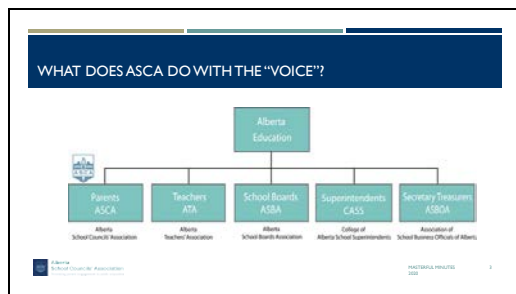 WHAT DOES ASCA DO WITH THE “VOICE”?
Alberta
Education
ASCA
Parents
ASCA
Teachers
ATA
School Boards
ASBA
Superintendents
CASS
Secretary Treasurers
ASBOA
Alberta
School Councils' Association
Alberta
Teachers' Association
Alberta
School Boards Association
College of
Alberta School Superintendents
Association of
School Business Officials of Alberta
Alberta
School Councils' Association
MASTERFUL MINUTES
2020